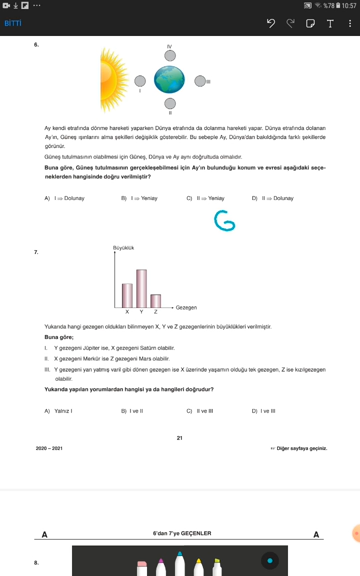 %78 10:57
BİTTİ
T
6.
IV
I
III
II
Ay kendi etrafında dönme hareketi yaparken Dünya etrafında da dolanma hareketi yapar. Dünya etrafında dolanan
Ay'ın, Güneş ışınlarını alma şekilleri değişiklik gösterebilir. Bu sebeple Ay, Dünya'dan bakıldığında farklı şekillerde
görünür.
Güneş tutulmasının olabilmesi için Güneş, Dünya ve Ay aynı doğrultuda olmalıdır.
Buna göre, Güneş tutulmasının gerçekleşebilmesi için Ay'ın bulunduğu konum ve evresi aşağıdaki seçe-
neklerden hangisinde doğru verilmiştir?
A) I ⇨ Dolunay B) I ⇨ Yeniay C) II ⇨ Yeniay D) II ⇨ Dolunay
7.
Büyüklük
Gezegen
X Y Z
Yukarıda hangi gezegen oldukları bilinmeyen X, Y ve Z gezegenlerinin büyüklükleri verilmiştir.
Buna göre;
I. Y gezegeni Jüpiter ise, X gezegeni Satürn olabilir.
II. X gezegeni Merkür ise Z gezegeni Mars olabilir.
III. Y gezegeni yan yatmış varil gibi dönen gezegen ise X üzerinde yaşamın olduğu tek gezegen, Z ise kızılgezegen
olabilir.
Yukarıda yapılan yorumlardan hangisi ya da hangileri doğrudur?
A) Yalnız I B) I ve II C) II ve III D) I ve III
21
2020 – 2021
Diğer sayfaya geçiniz.
A 6'dan 7'ye GEÇENLER A
8.